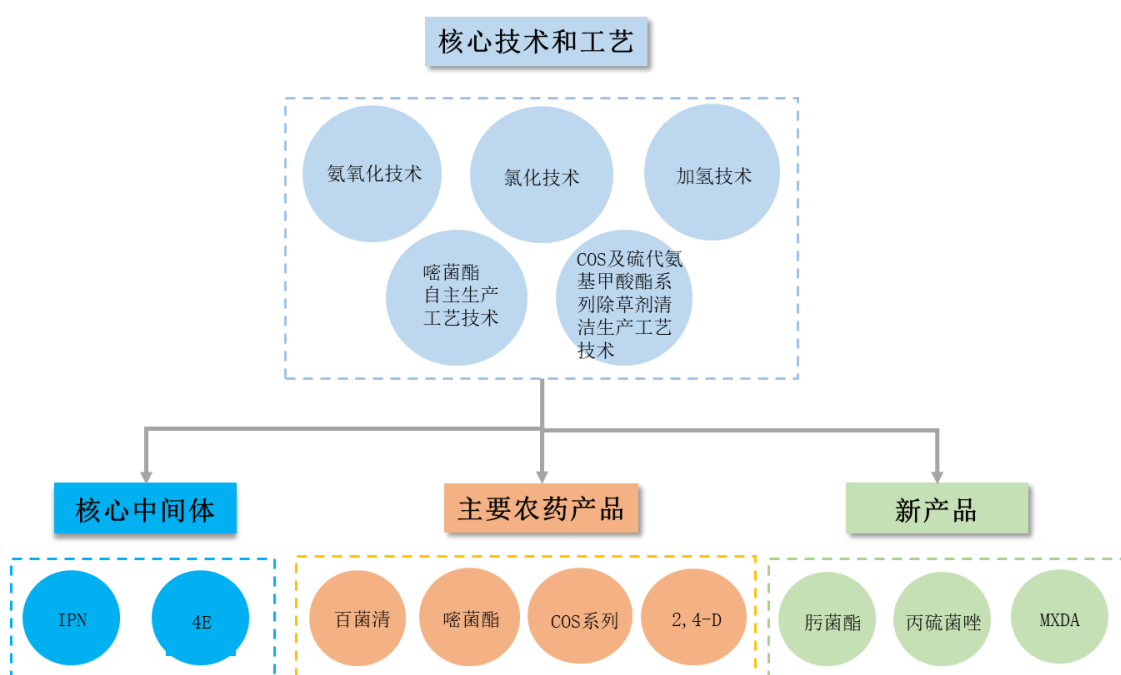 核心技术和工艺
氨氧化技术
氯化技术
加氢技术
嘧菌酯
自主生产
工艺技术
COS及硫代氨
基甲酸酯系
列除草剂清
洁生产工艺
技术
核心中间体
主要农药产品
新产品
IPN
4E
百菌清
嘧菌酯
COS系列
2,4-D
肟菌酯
丙硫菌唑
MXDA